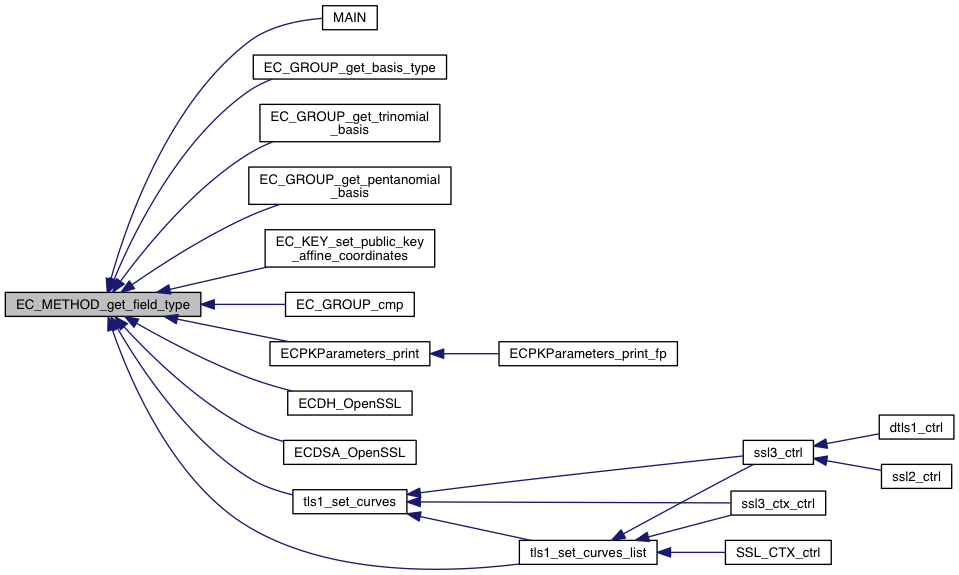 MAIN
EC_GROUP_get_basis_type
EC_GROUP_get_trinomial
_basis
EC_GROUP_get_pentanomial
_basis
EC_KEY_set_public_key
_affine_coordinates
EC_METHOD_get_field_type
EC_GROUP_cmp
ECPKParameters_print
ECPKParameters_print_fp
ECDH_OpenSSL
ECDSA_OpenSSL
dtls1_ctrl
ssl3_ctrl
ssl2_ctrl
tls1_set_curves
ssl3_ctx_ctrl
tls1_set_curves_list
SSL_CTX_ctrl